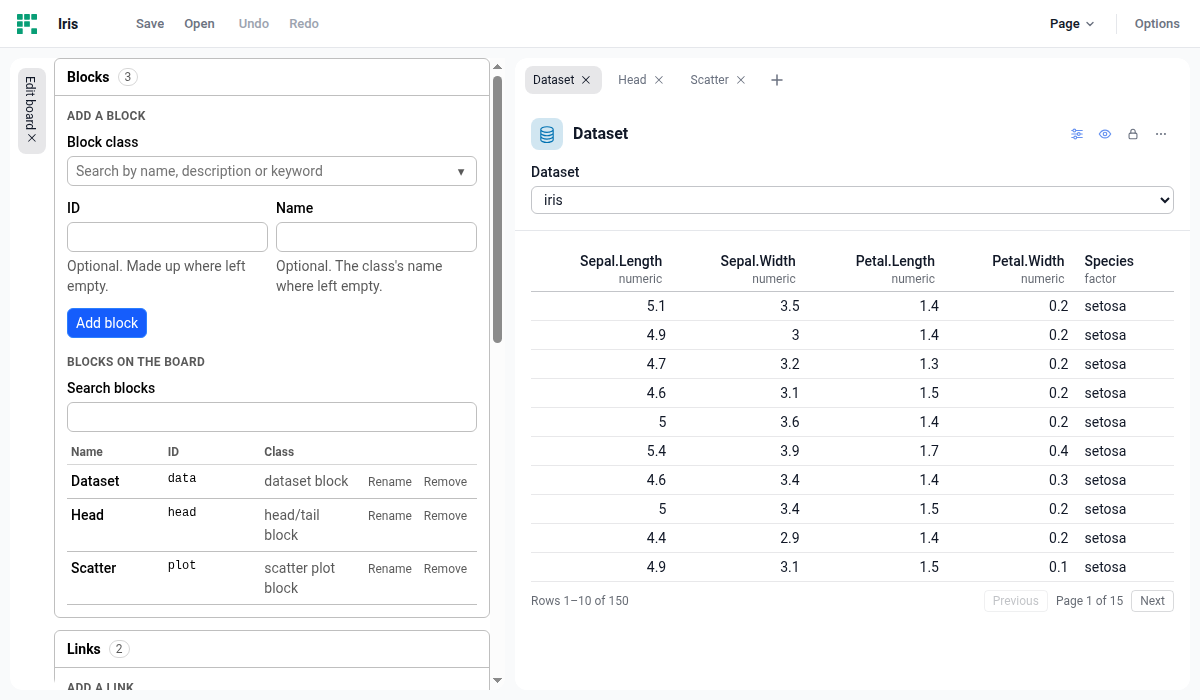 Iris
Save Open Undo Redo
Page
Options
Edit board
Blocks 3
ADD A BLOCK
Block class
Search by name, description or keyword
ID Name
Optional. Made up where left empty.
Optional. The class's name where left empty.
Add block
BLOCKS ON THE BOARD
Search blocks
Name ID Class
Dataset data dataset block Rename Remove
Head head head/tail block Rename Remove
Scatter plot scatter plot block Rename Remove
Links 2
ADD A LINK
Dataset Head Scatter
Dataset
Dataset
iris
Sepal.Length Sepal.Width Petal.Length Petal.Width Species
numeric numeric numeric numeric factor
5.1 3.5 1.4 0.2 setosa
4.9 3 1.4 0.2 setosa
4.7 3.2 1.3 0.2 setosa
4.6 3.1 1.5 0.2 setosa
5 3.6 1.4 0.2 setosa
5.4 3.9 1.7 0.4 setosa
4.6 3.4 1.4 0.3 setosa
5 3.4 1.5 0.2 setosa
4.4 2.9 1.4 0.2 setosa
4.9 3.1 1.5 0.1 setosa
Rows 1–10 of 150 Previous Page 1 of 15 Next